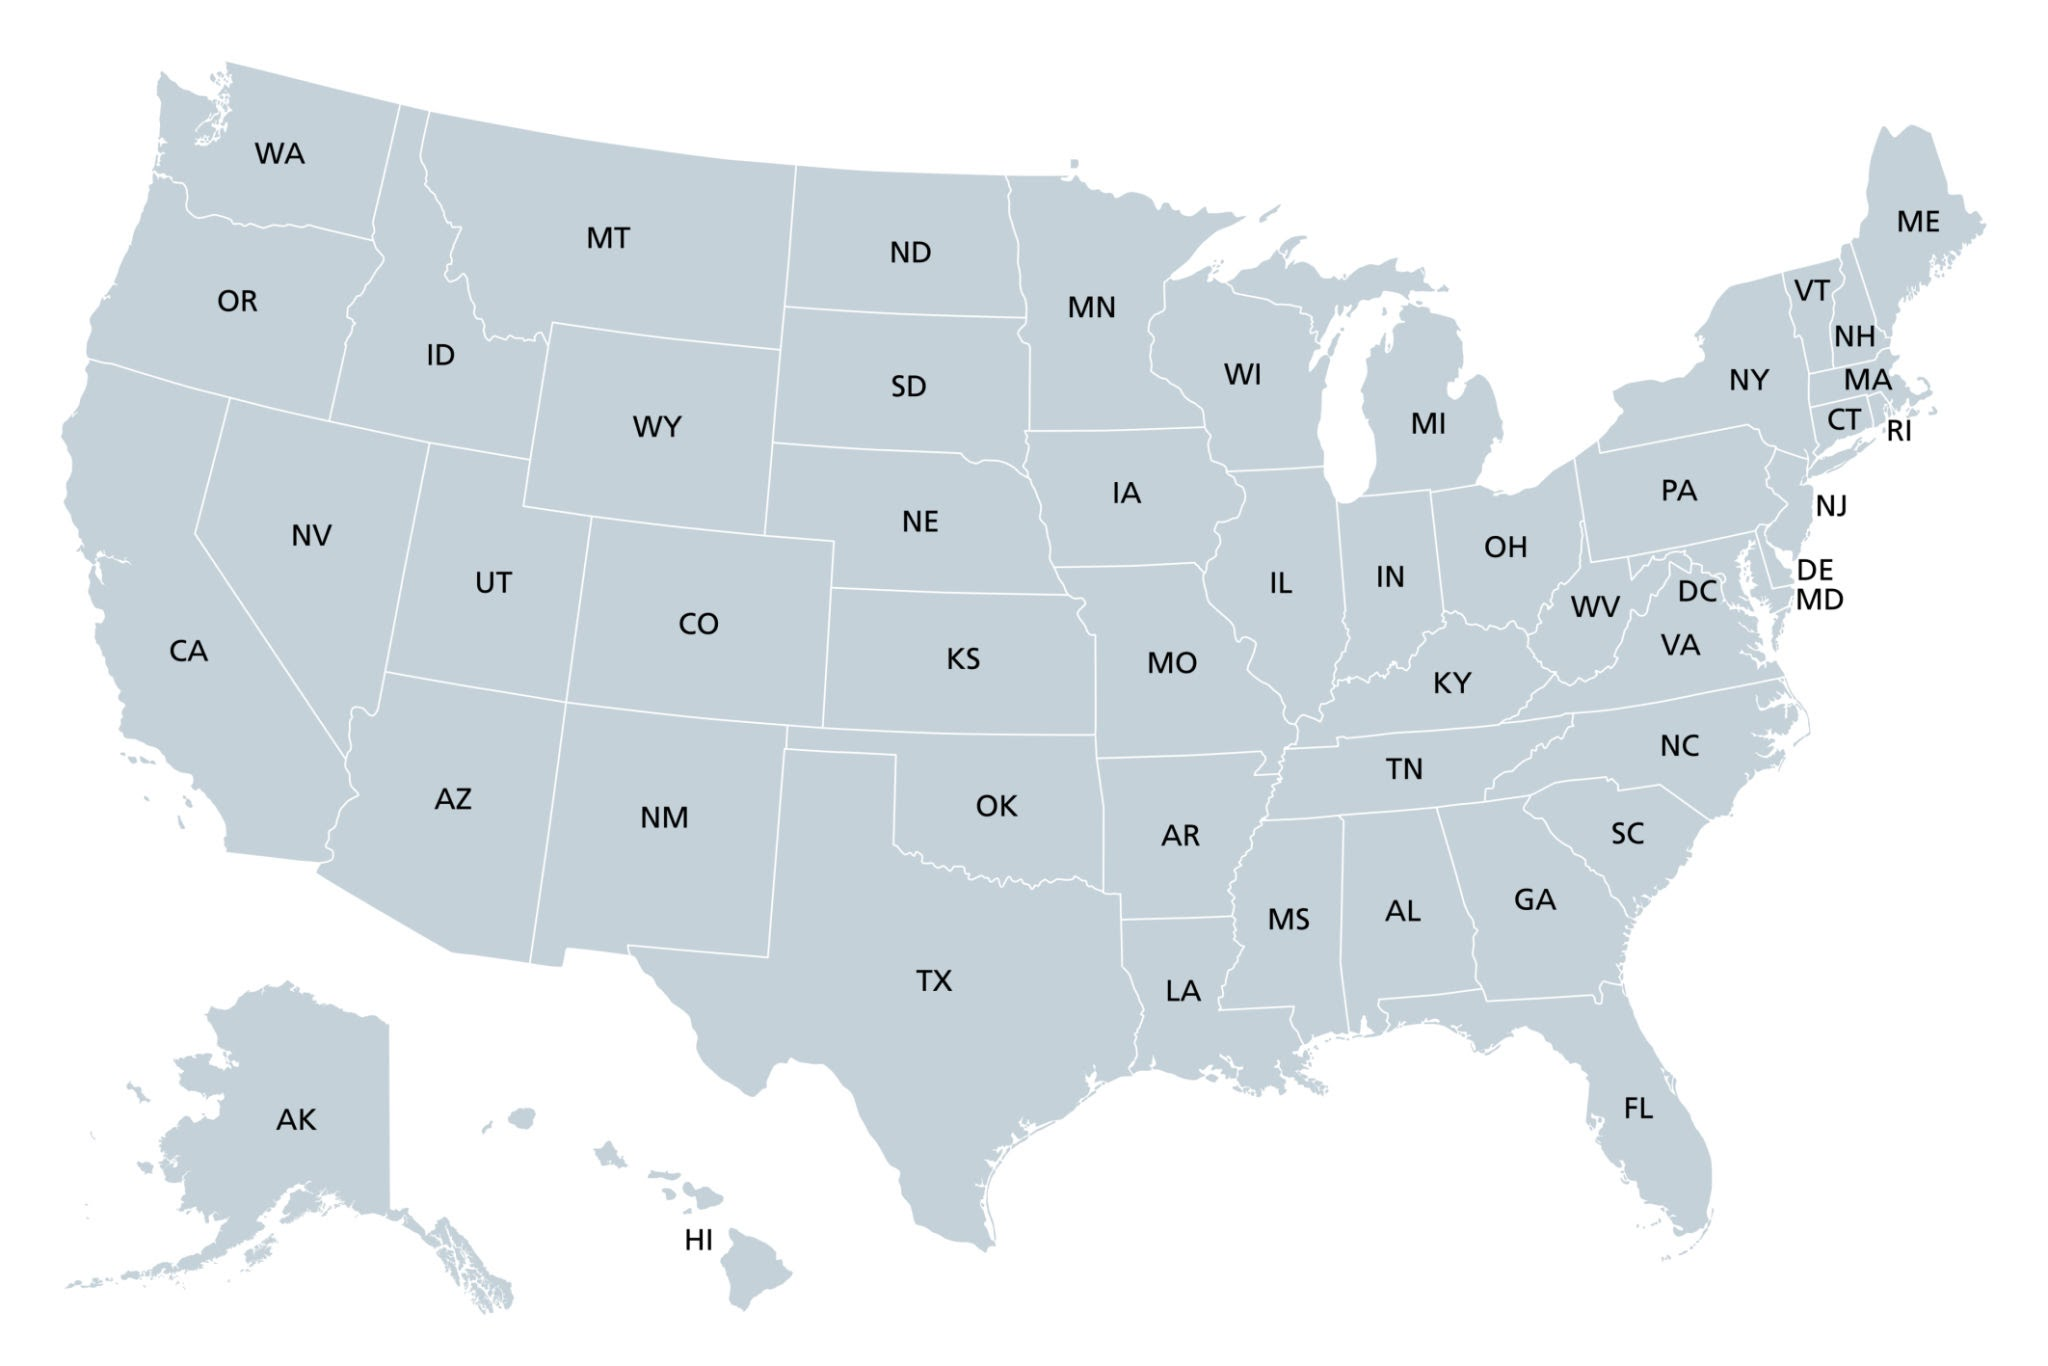 WA
MT
ND
ME
OR
MN
VT
NH
ID
SD
WI
NY
MA
WY
MI
CT
RI
IA
PA
NV
NE
NJ
OH
UT
IL
IN
DE
DC
MD
CO
WV
CA
KS
MO
VA
KY
NC
AZ
NM
OK
TN
AR
SC
MS
AL
GA
TX
LA
AK
FL
HI